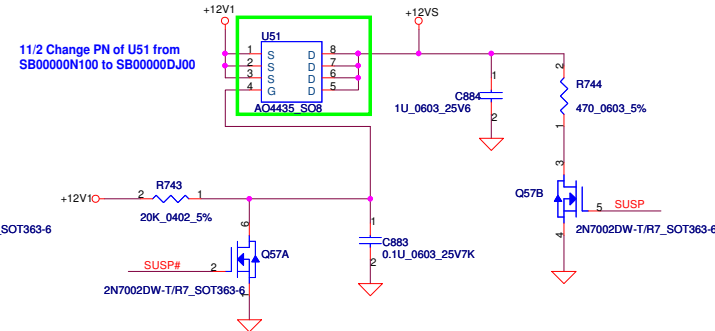 +12V1
+12VS
U51
11/2 Change PN of U51 from
SB00000N100 to SB00000DJ00
1 S D 8
2 S D 7
3 S D 6
4 G D 5
AO4435_SO8
1
C884
1U_0603_25V6
2
2
R744
470_0603_5%
1
R743
+12V1 2 1
20K_0402_5%
3
Q57B
5 SUSP
4
2N7002DW-T/R7_SOT363-6
_SOT363-6
6
Q57A
SUSP# 2
1
2N7002DW-T/R7_SOT363-6
1
C883
0.1U_0603_25V7K
2